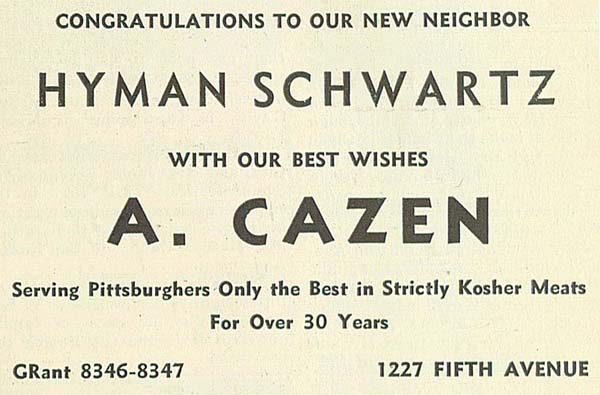 CONGRATULATIONS TO OUR NEW NEIGHBOR
HYMAN SCHWARTZ
WITH OUR BEST WISHES
A. CAZEN
Serving Pittsburghers Only the Best in Strictly Kosher Meats
For Over 30 Years
GRant 8346-8347 1227 FIFTH AVENUE